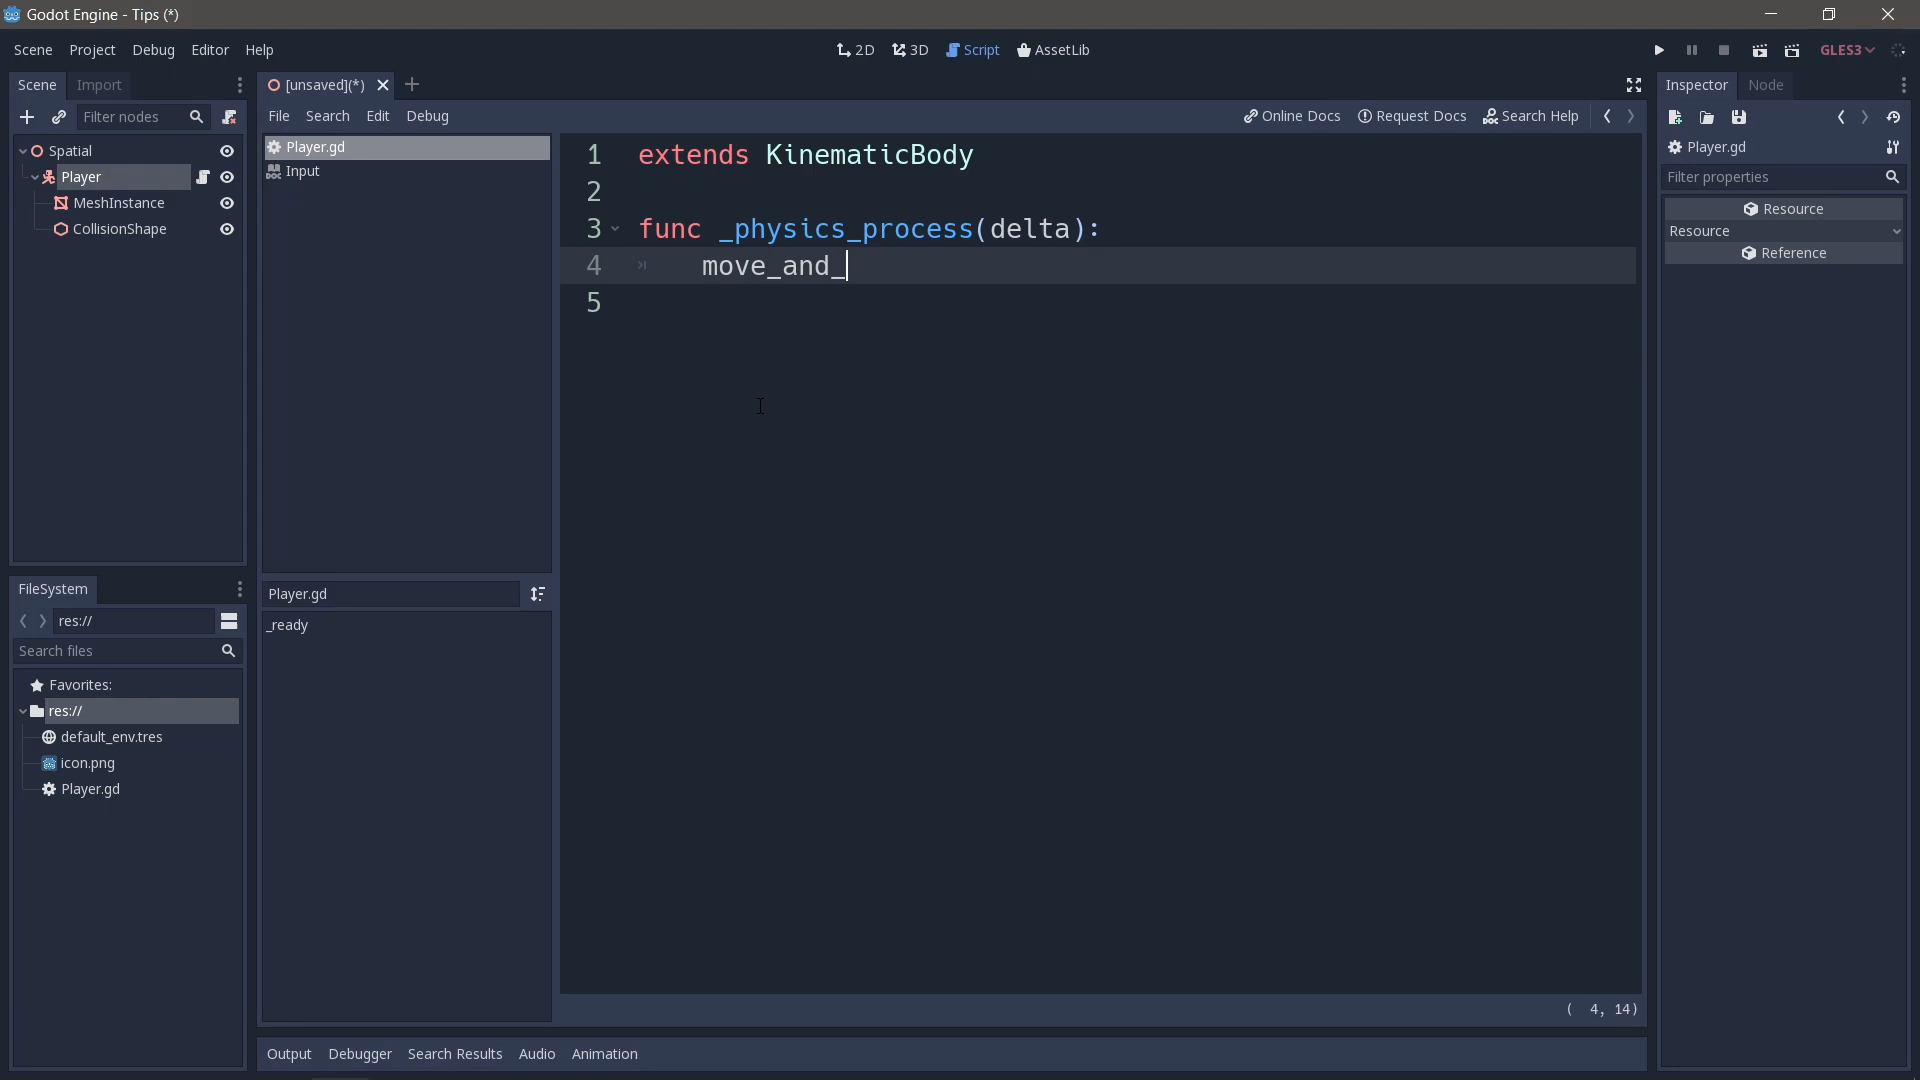 Godot Engine - Tips (*)
Scene Project Debug Editor Help
2D 3D Script AssetLib
GLES3
Scene Import
[unsaved](*)
Inspector Node
Filter nodes
File Search Edit Debug
Online Docs Request Docs Search Help
Spatial
Player
MeshInstance
CollisionShape
Player.gd
Input
1 extends KinematicBody
2
3 func _physics_process(delta):
4 move_and_
5
Player.gd
Filter properties
Resource
Resource
Reference
FileSystem
res://
Search files
Favorites:
res://
default_env.tres
icon.png
Player.gd
Player.gd
_ready
( 4, 14)
Output Debugger Search Results Audio Animation